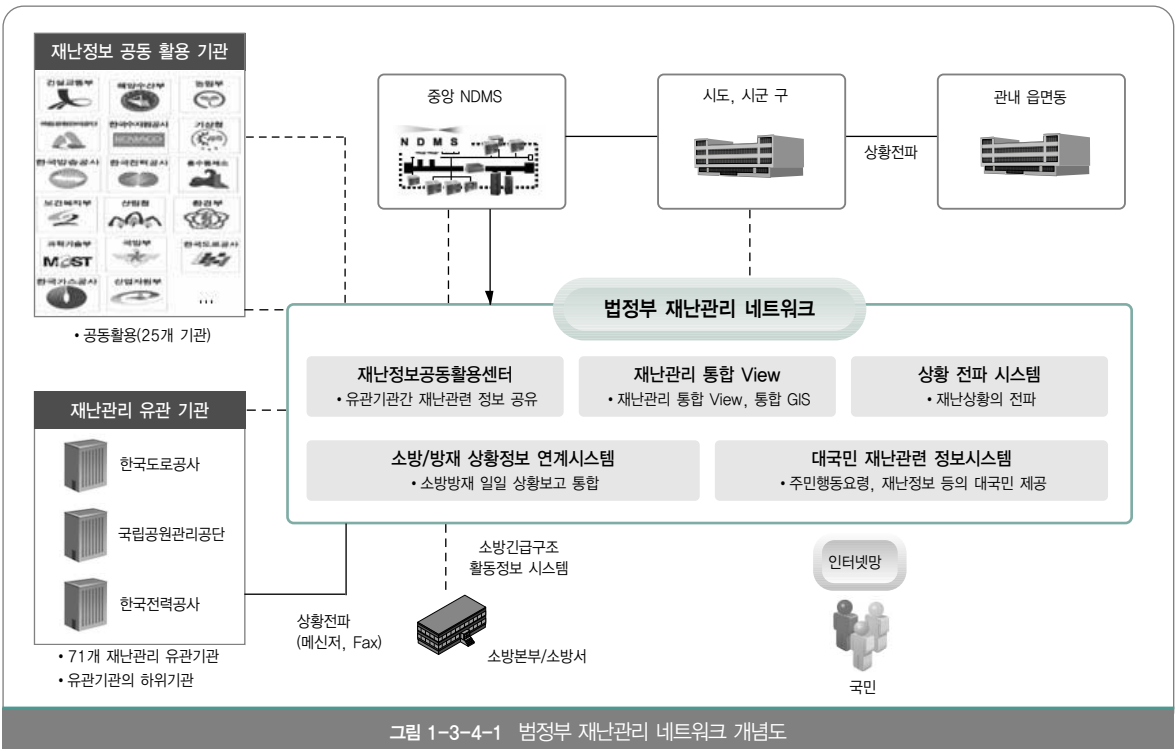 재난정보 공동 활용 기관
건설교통부 해양수산부 농림부
한국수자원공사 기상청
한국방송공사 한국전력공사 홍수통제소
보건복지부 산림청 환경부
과학기술부 국방부 한국도로공사
MOST
한국가스공사 산업자원부
• 공동활용(25개 기관)
중앙 NDMS
N D M S
시도, 시군 구
상황전파
관내 읍면동
법정부 재난관리 네트워크
재난정보공동활용센터
• 유관기관간 재난관련 정보 공유
재난관리 통합 View
• 재난관리 통합 View, 통합 GIS
상황 전파 시스템
• 재난상황의 전파
소방/방재 상황정보 연계시스템
• 소방방재 일일 상황보고 통합
대국민 재난관련 정보시스템
• 주민행동요령, 재난정보 등의 대국민 제공
재난관리 유관 기관
한국도로공사
국립공원관리공단
한국전력공사
• 71개 재난관리 유관기관
• 유관기관의 하위기관
상황전파
(메신저, Fax)
소방긴급구조
활동정보 시스템
소방본부/소방서
인터넷망
국민
그림 1-3-4-1 범정부 재난관리 네트워크 개념도